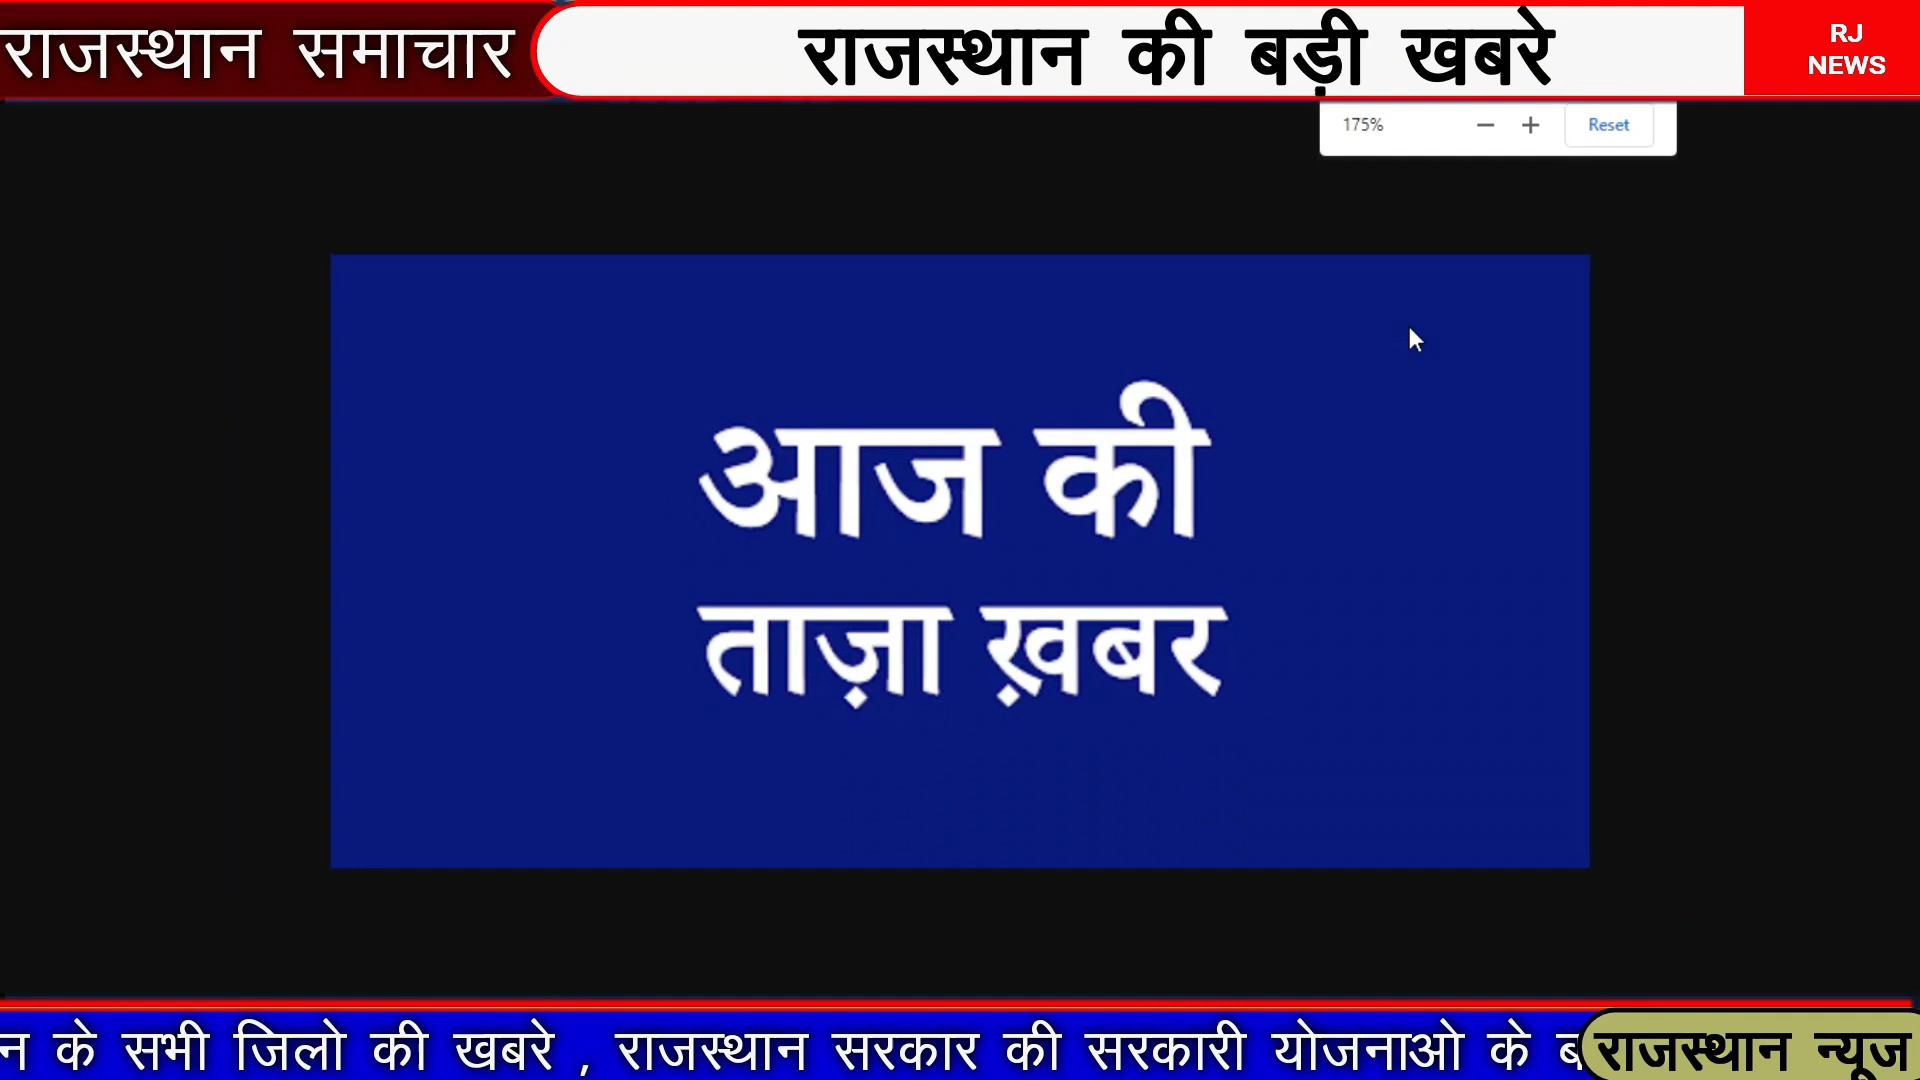 राजस्थान समाचार
राजस्थान की बड़ी खबरे
RJ
NEWS
175%
Reset
आज की
ताज़ा ख़बर
के सभी जिलो की खबरे , राजस्थान सरकार की सरकारी योजनाओ के
राजस्थान न्यूज